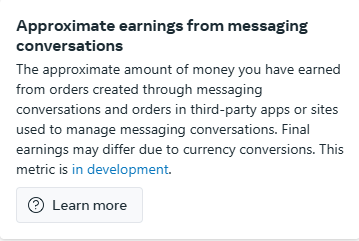 Approximate earnings from messaging
conversations
The approximate amount of money you have earned
from orders created through messaging
conversations and orders in third-party apps or sites
used to manage messaging conversations. Final
earnings may differ due to currency conversions. This
metric is in development.
Learn more